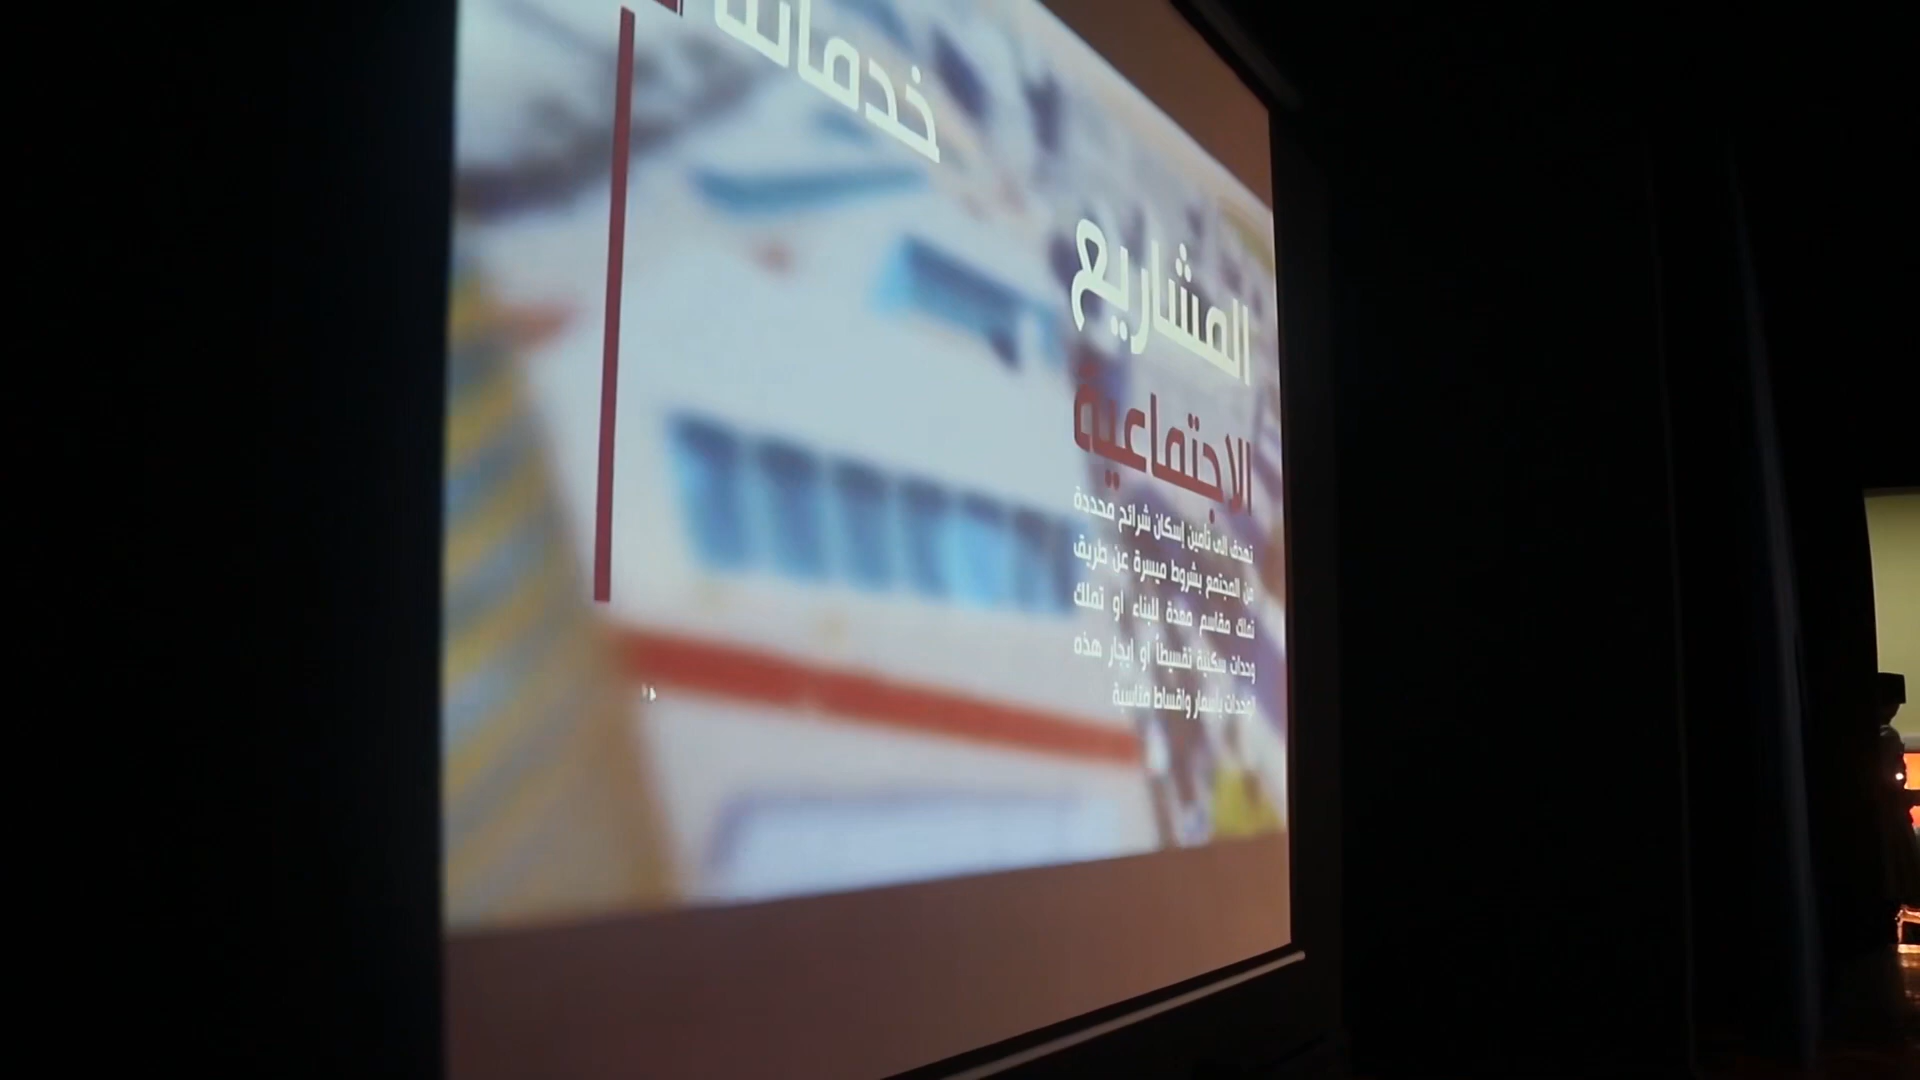 خدماتنا
المشاريع
الاجتماعية
تهدف إلى تأمين إسكان شرائح محددة
من المجتمع بشروط ميسرة عن طريق
تملك مقاسم معدة للبناء او تملك
وحدات سكنية تقسيطاً او ايجار هذه
الوحدات بأسعار واقساط مناسبة